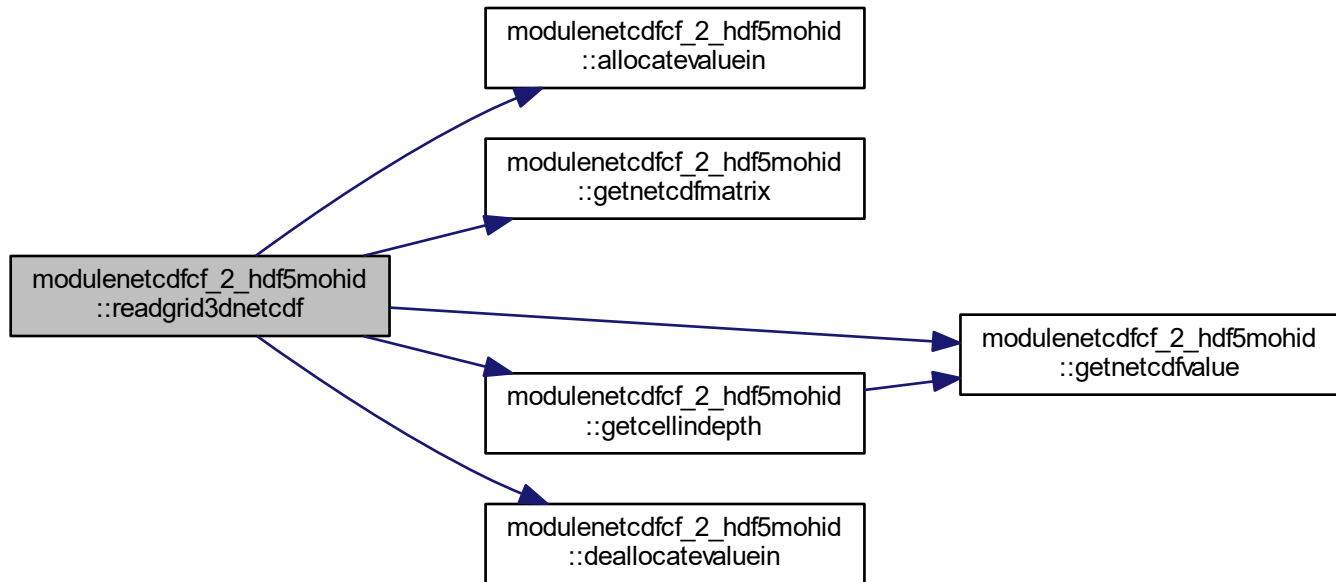 modulenetcdfcf_2_hdf5mohid
::allocatevaluein
modulenetcdfcf_2_hdf5mohid
::getnetcdfmatrix
modulenetcdfcf_2_hdf5mohid
::readgrid3dnetcdf
modulenetcdfcf_2_hdf5mohid
::getnetcdfvalue
modulenetcdfcf_2_hdf5mohid
::getcellindepth
modulenetcdfcf_2_hdf5mohid
::deallocatevaluein